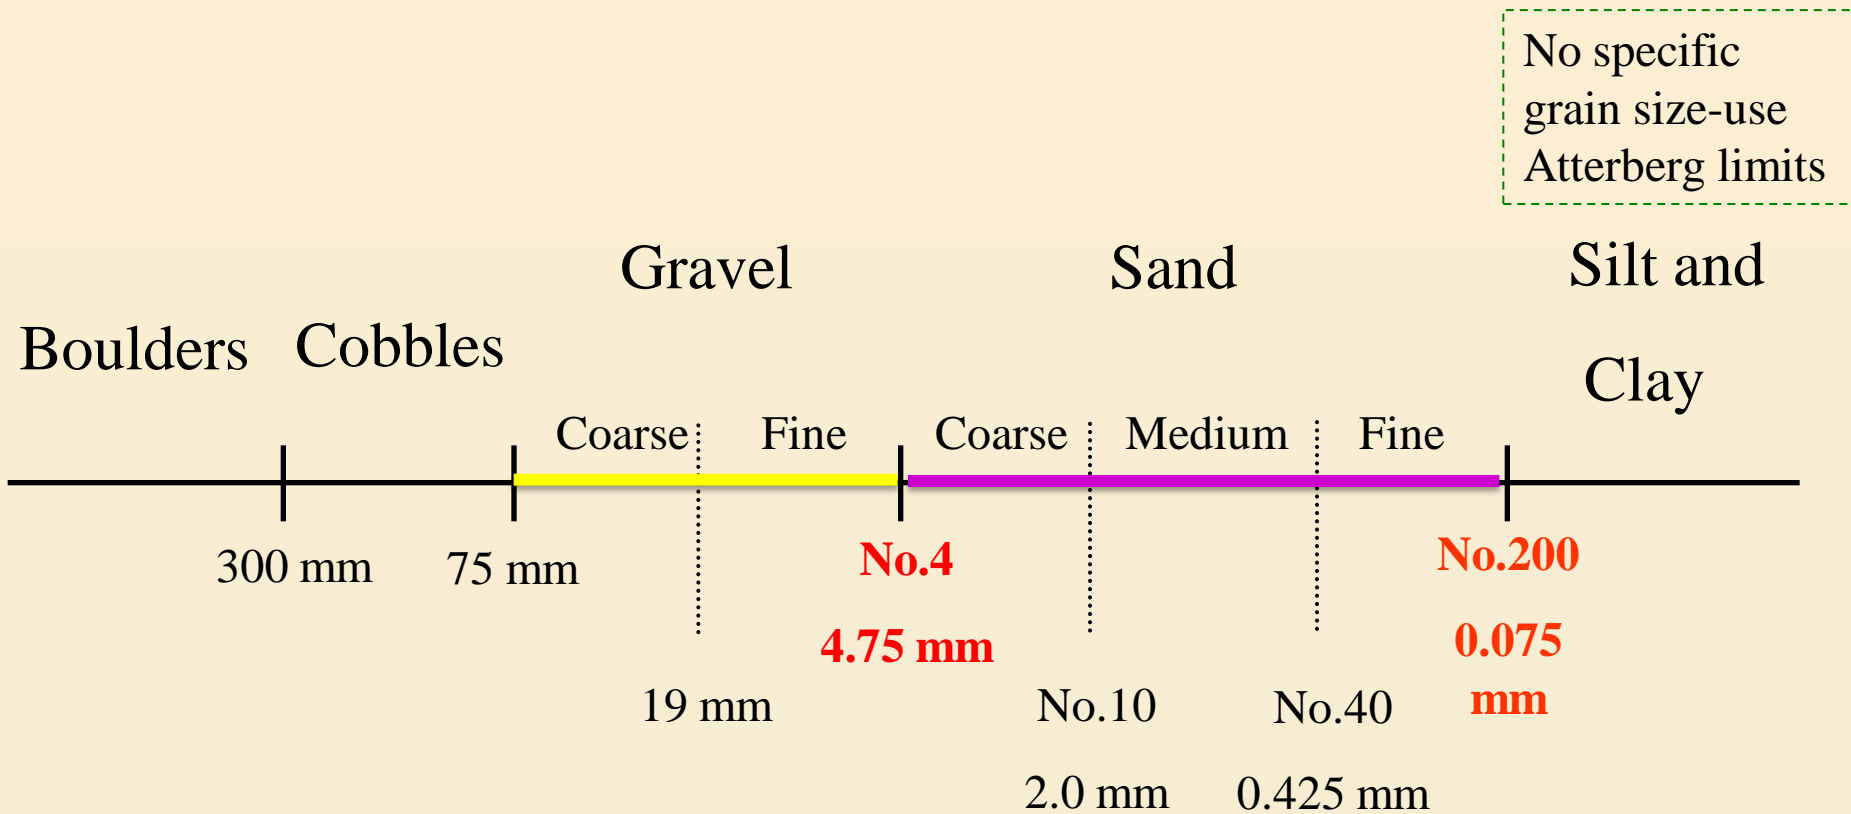 No specific
grain size-use
Atterberg limits
Gravel
Sand
Silt and
Clay
Boulders
Cobbles
Coarse
Fine
Coarse
Medium
Fine
300 mm
75 mm
No.4
4.75 mm
No.200
0.075
mm
19 mm
No.10
2.0 mm
No.40
0.425 mm